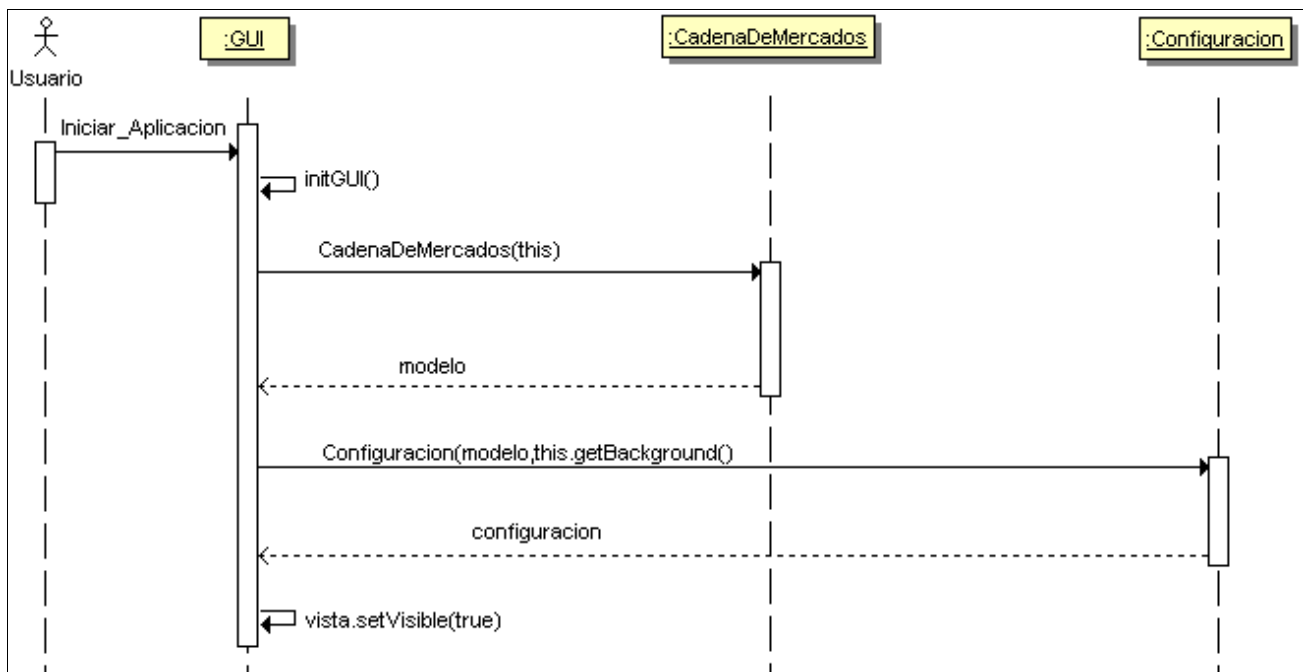 :GUI
:CadenaDeMercados
:Configuracion
Usuario
Iniciar_Aplicacion
initGUI()
CadenaDeMercados(this)
modelo
Configuracion(modelo,this.getBackground()
configuracion
vista.setVisible(true)